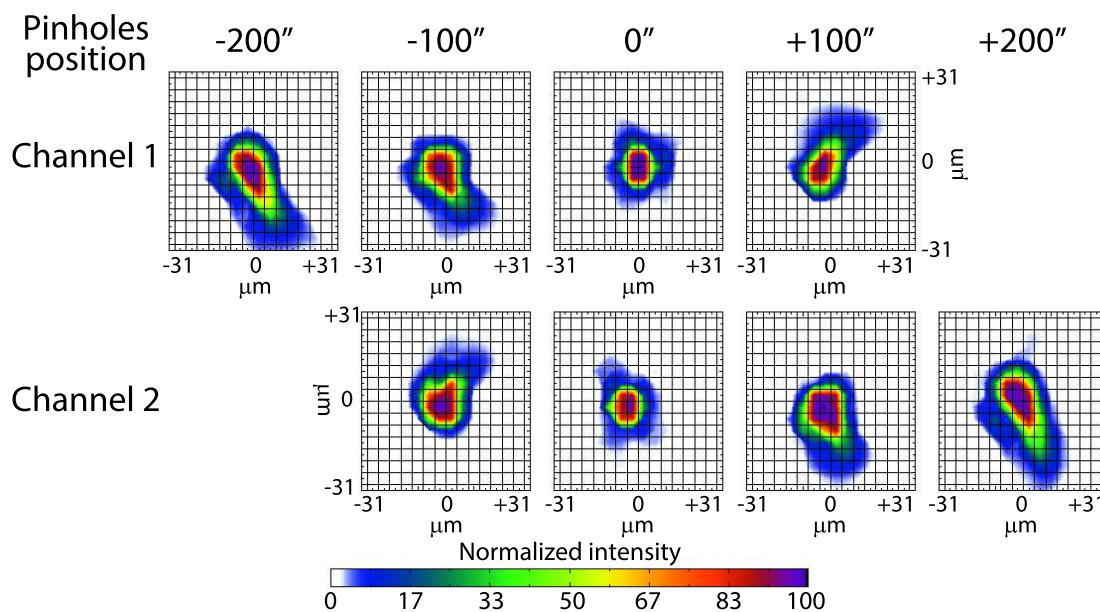 Pinholes
position
-200″ -100″ 0″ +100″ +200″
Channel 1
+31
0
-31
μm
-31 0 +31 -31 0 +31 -31 0 +31 -31 0 +31
μm μm μm μm
Channel 2
+31
0
-31
μm
-31 0 +31 -31 0 +31 -31 0 +31 -31 0 +31
μm μm μm μm
Normalized intensity
0 17 33 50 67 83 100